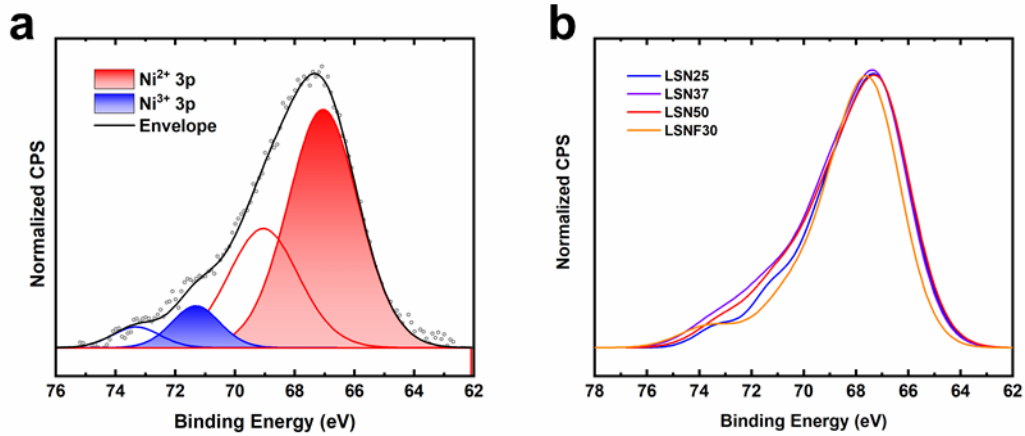 a
Normalized CPS
Ni2+ 3p
Ni3+ 3p
Envelope
76 74 72 70 68 66 64 62
Binding Energy (eV)
b
Normalized CPS
LSN25
LSN37
LSN50
LSNF30
78 76 74 72 70 68 66 64 62
Binding Energy (eV)